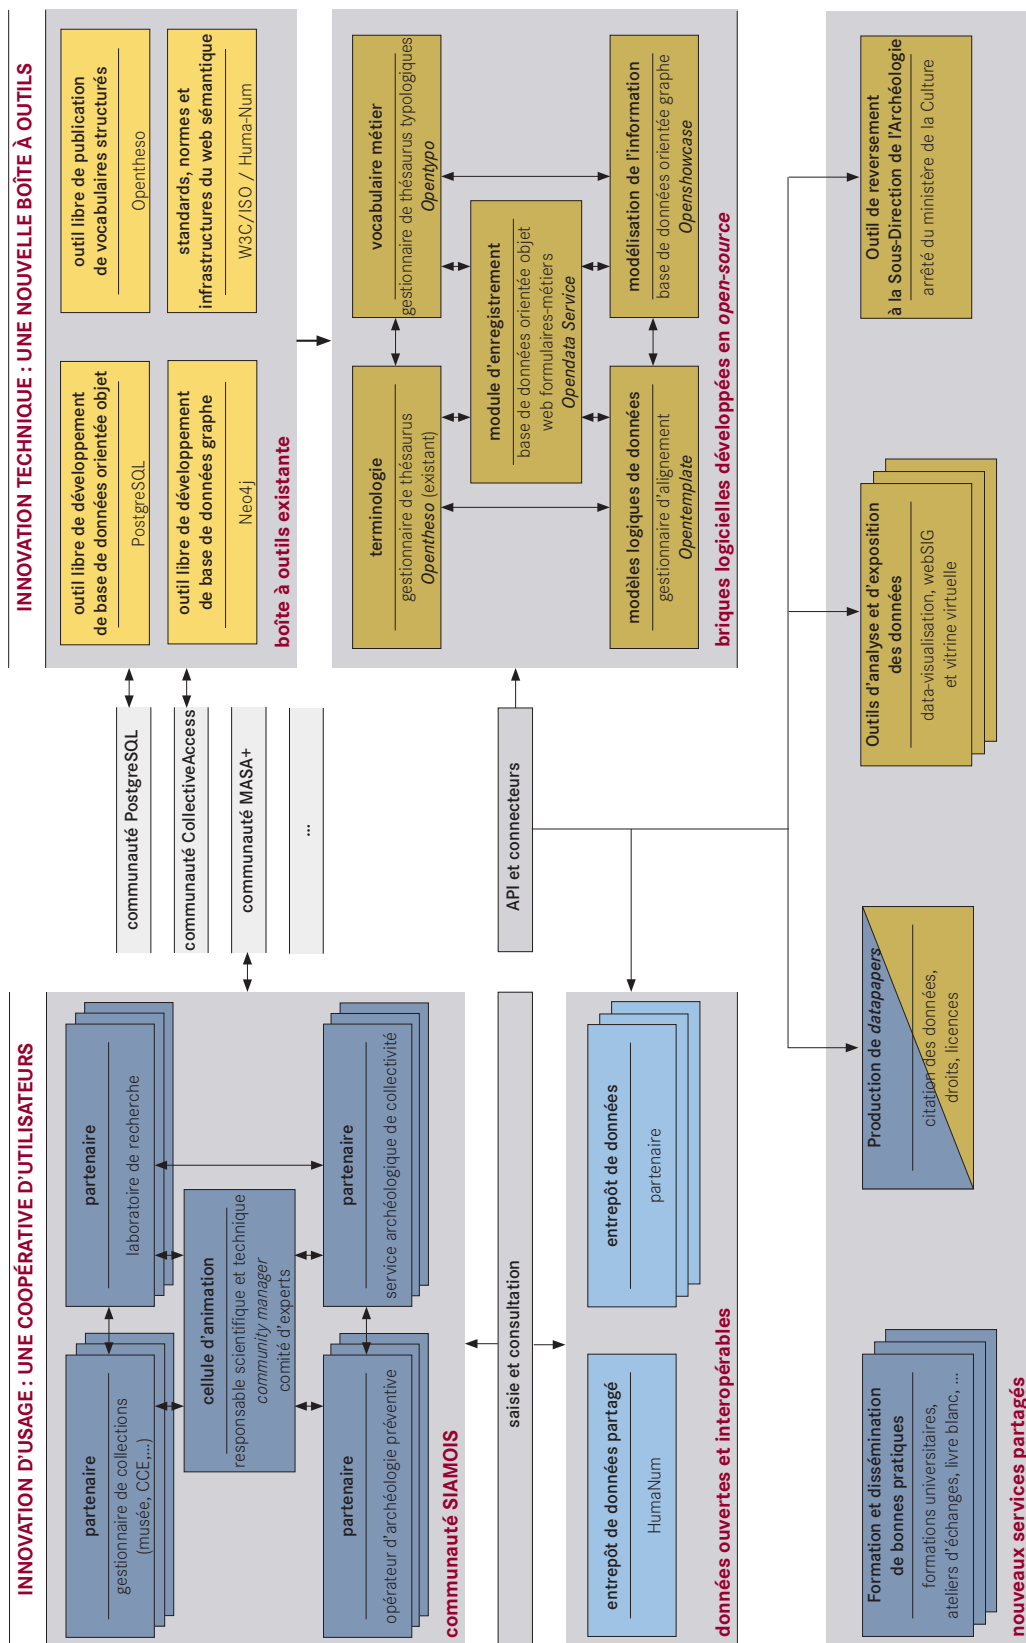 INNOVATION D'USAGE : UNE COOPÉRATIVE D'UTILISATEURS
partenaire
gestionnaire de collections
(musée, CCE,...)
partenaire
laboratoire de recherche
cellule d'animation
responsable scientifique et technique
community manager
comité d'experts
partenaire
opérateur d'archéologie préventive
partenaire
service archéologique de collectivité
communauté SIAMOIS
communauté PostgreSQL
communauté CollectiveAccess
communauté MASA+
...
INNOVATION TECHNIQUE : UNE NOUVELLE BOÎTE À OUTILS
outil libre de développement
de base de données orientée objet
PostgreSQL
outil libre de publication
de vocabulaires structurés
Opentheso
outil libre de développement
de base de données graphe
Neo4j
standards, normes et
infrastructures du web sémantique
W3C/ISO / Huma-Num
boîte à outils existante
terminologie
gestionnaire de thésaurus
Opentheso (existant)
vocabulaire métier
gestionnaire de thésaurus typologiques
Opentypo
module d'enregistrement
base de données orientée objet
web formulaires-métiers
Opendata Service
modèles logiques de données
gestionnaire d'alignement
Opentemplate
modélisation de l'information
base de données orientée graphe
Openshowcase
briques logicielles développées en open-source
saisie et consultation
API et connecteurs
entrepôt de données partagé
HumaNum
entrepôt de données
partenaire
données ouvertes et interopérables
Formation et dissémination
de bonnes pratiques
formations universitaires,
ateliers d'échanges, livre blanc, ...
Production de datapapers
citation des données,
droits, licences
Outils d'analyse et d'exposition
des données
data-visualisation, webSIG
et vitrine virtuelle
Outil de reversement
à la Sous-Direction de l'Archéologie
arrêté du ministère de la Culture
nouveaux services partagés